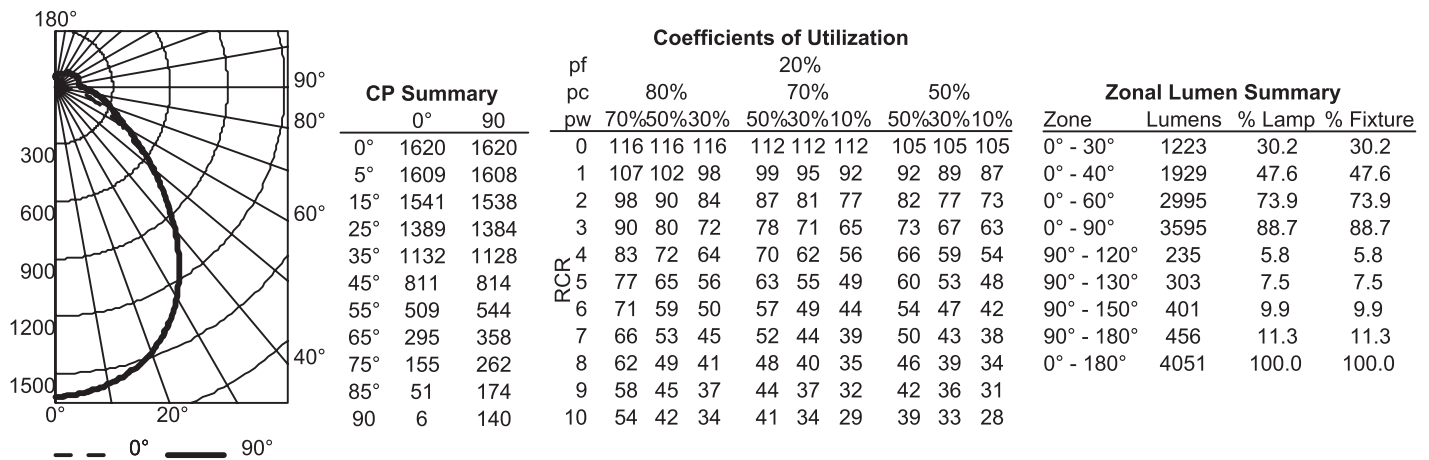 180°
90°
80°
60°
40°
300
600
900
1200
1500
0° 20°
0° 90°
CP Summary
0° 90
0° 1620 1620
5° 1609 1608
15° 1541 1538
25° 1389 1384
35° 1132 1128
45° 811 814
55° 509 544
65° 295 358
75° 155 262
85° 51 174
90 6 140
Coefficients of Utilization
pf 20%
pc 80% 70% 50%
pw 70%50%30% 50%30%10% 50%30%10%
RCR
0 116 116 116 112 112 112 105 105 105
1 107 102 98 99 95 92 92 89 87
2 98 90 84 87 81 77 82 77 73
3 90 80 72 78 71 65 73 67 63
4 83 72 64 70 62 56 66 59 54
5 77 65 56 63 55 49 60 53 48
6 71 59 50 57 49 44 54 47 42
7 66 53 45 52 44 39 50 43 38
8 62 49 41 48 40 35 46 39 34
9 58 45 37 44 37 32 42 36 31
10 54 42 34 41 34 29 39 33 28
Zonal Lumen Summary
Zone Lumens % Lamp % Fixture
0° - 30° 1223 30.2 30.2
0° - 40° 1929 47.6 47.6
0° - 60° 2995 73.9 73.9
0° - 90° 3595 88.7 88.7
90° - 120° 235 5.8 5.8
90° - 130° 303 7.5 7.5
90° - 150° 401 9.9 9.9
90° - 180° 456 11.3 11.3
0° - 180° 4051 100.0 100.0